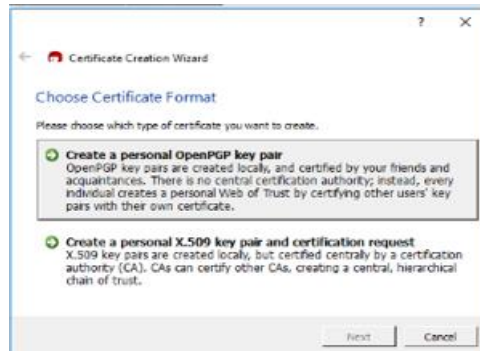 ?
Certificate Creation Wizard
Choose Certificate Format
Please choose which type of certificate you want to create.
Create a personal OpenPGP key pair
OpenPGP key pairs are created locally, and certified by your friends and
acquaintances. There is no central certification authority; instead, every
individual creates a personal Web of Trust by certifying other users' key
pairs with their own certificate.
Create a personal X.509 key pair and certification request
X.509 key pairs are created locally, but certified centrally by a certification
authority (CA). CAs can certify other CAs, creating a central, hierarchical
chain of trust.
Next Cancel